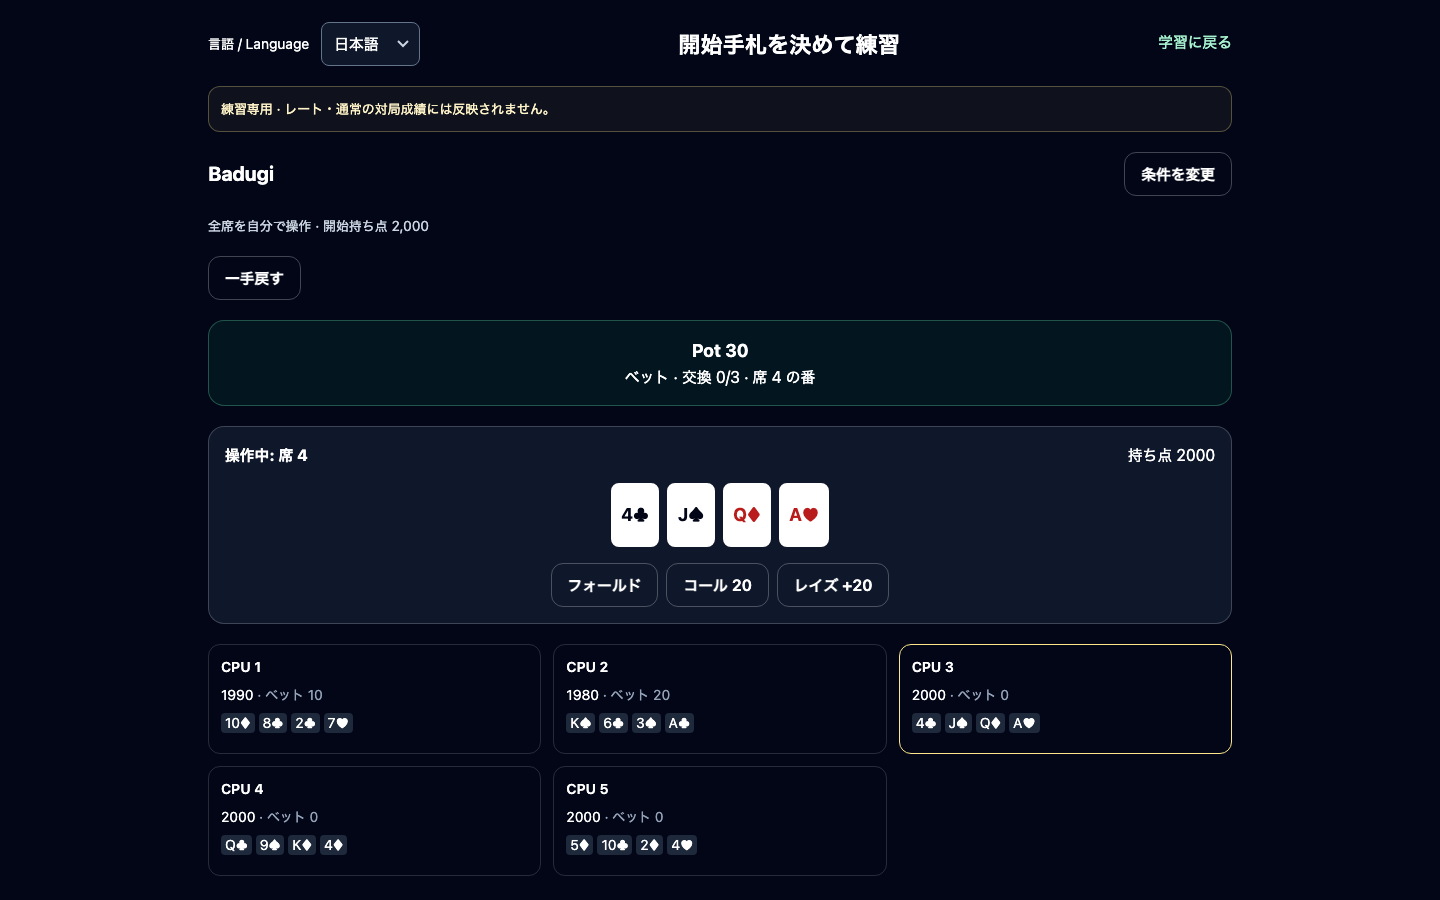 言語 / Language 日本語 開始手札を決めて練習 学習に戻る
練習専用 · レート・通常の対局成績には反映されません。
Badugi 条件を変更
全席を自分で操作 · 開始持ち点 2,000
一手戻す
Pot 30
ベット · 交換 0/3 · 席 4 の番
操作中: 席 4 持ち点 2000
4♣ J♠ Q♦ A♥
フォールド コール 20 レイズ +20
CPU 1
1990 · ベット 10
10♦ 8♣ 2♣ 7♥
CPU 2
1980 · ベット 20
K♠ 6♣ 3♠ A♣
CPU 3
2000 · ベット 0
4♣ J♠ Q♦ A♥
CPU 4
2000 · ベット 0
Q♣ 9♠ K♦ 4♦
CPU 5
2000 · ベット 0
5♦ 10♣ 2♦ 4♥